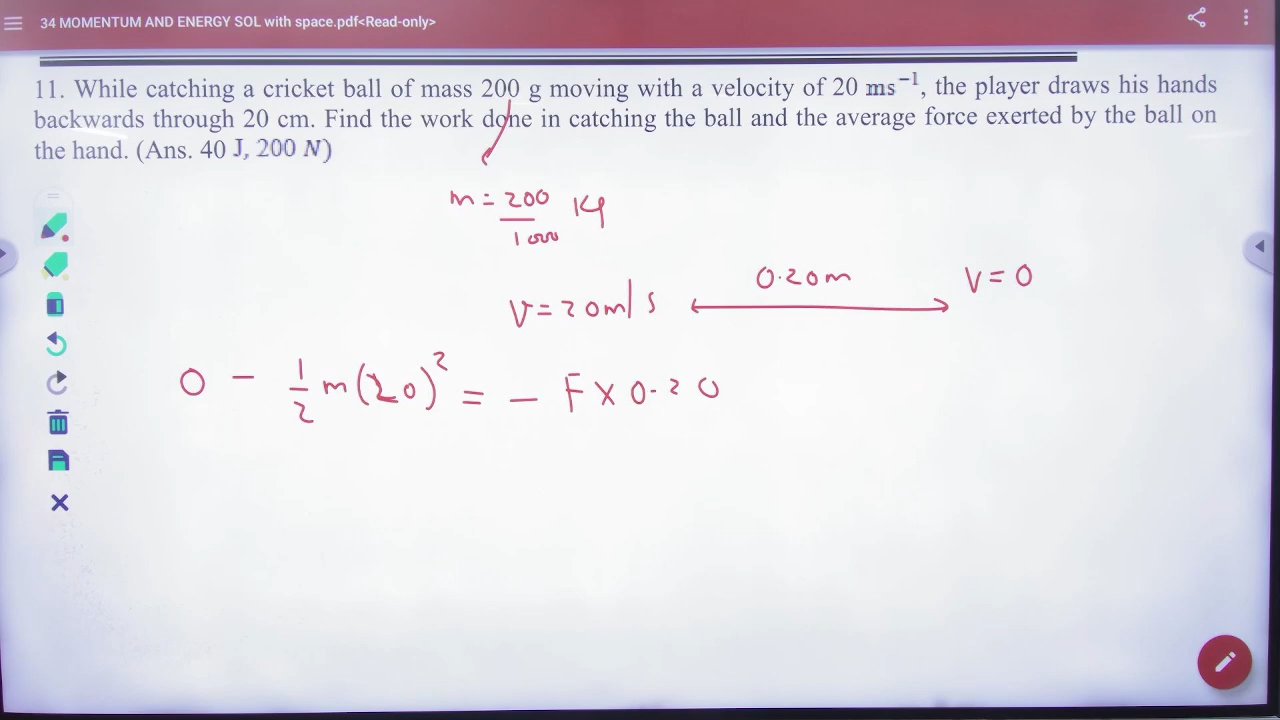 34 MOMENTUM AND ENERGY SOL with space.pdf<Read-only>
11. While catching a cricket ball of mass 200 g moving with a velocity of 20 ms⁻¹, the player draws his hands
backwards through 20 cm. Find the work done in catching the ball and the average force exerted by the ball on
the hand. (Ans. 40 J, 200 N)
m = 200/1000 Kg
V = 20 m/s 0.20m V = 0
0 - 1/2 m(20)² = - F × 0.20